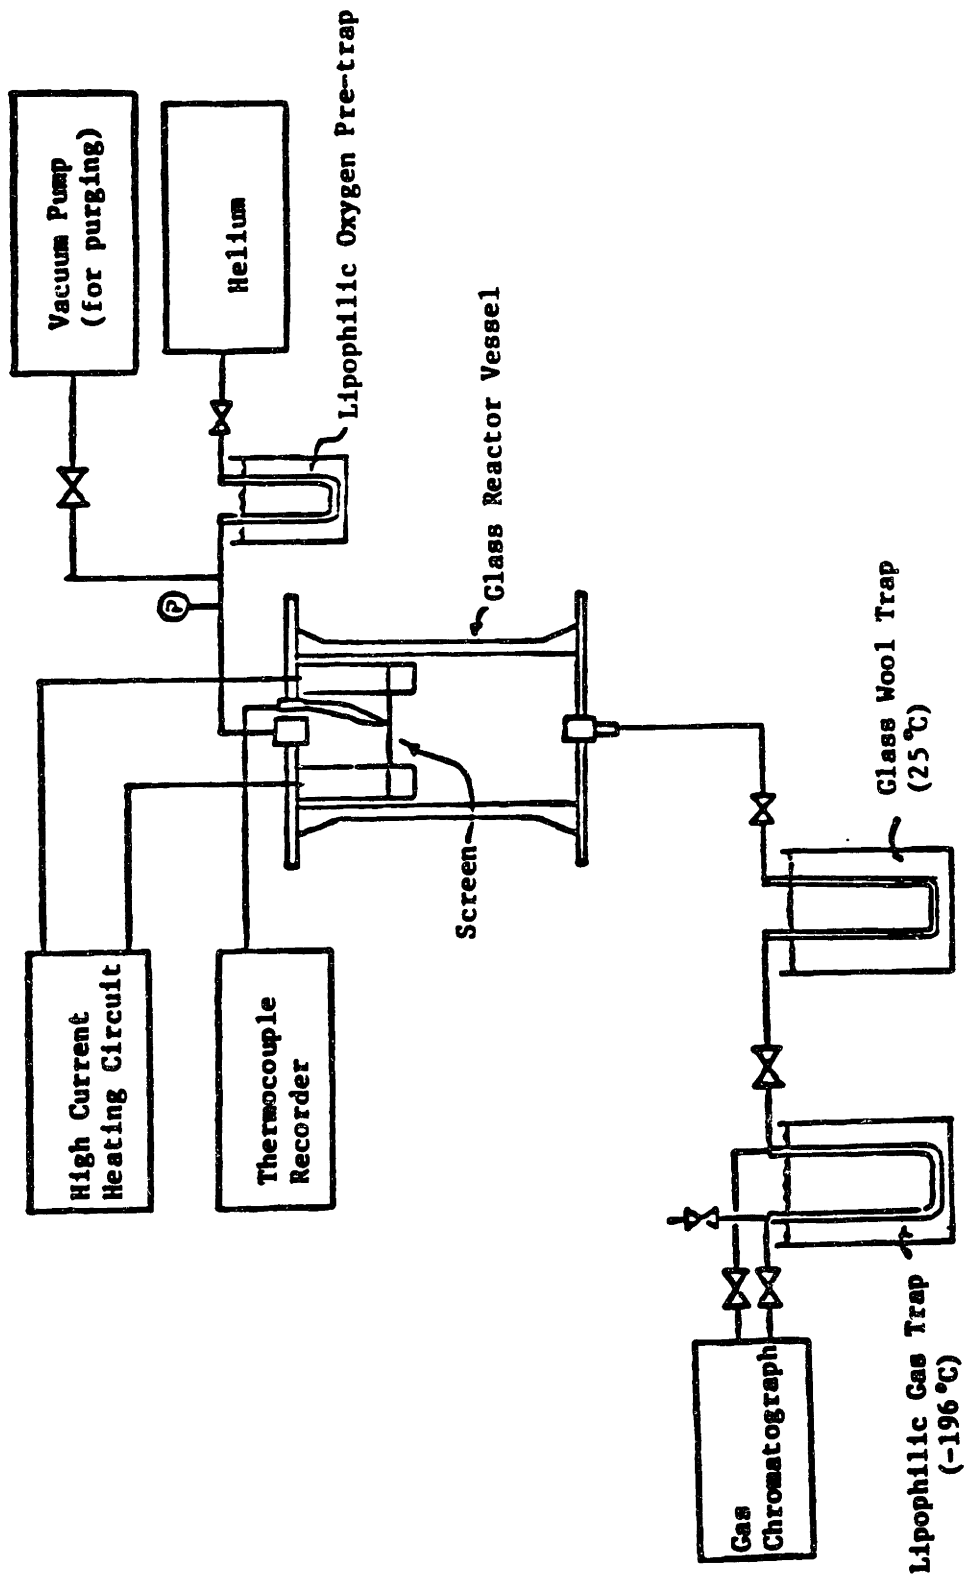 Vacuum Pump
(for purging)
Helium
Lipophilic Oxygen Pre-trap
P
Glass Reactor Vessel
High Current
Heating Circuit
Thermocouple
Recorder
Screen
Glass Wool Trap
(25°C)
Gas
Chromatograph
Lipophilic Gas Trap
(-196°C)